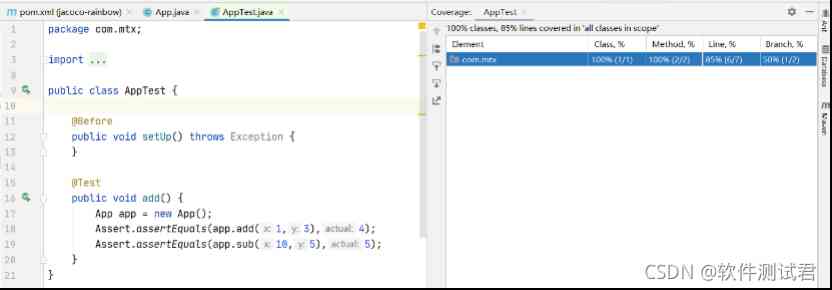 pom.xml (jacoco-rainbow) × App.java × AppTest.java ×
Coverage: AppTest ×
1 package com.mtx;
2
3 import ...
8
9 public class AppTest {
10
11 @Before
12 public void setUp() throws Exception {
13 }
14
15 @Test
16 public void add() {
17 App app = new App();
18 Assert.assertEquals(app.add( x: 1, y: 3), actual: 4);
19 Assert.assertEquals(app.sub( x: 10, y: 5), actual: 5);
20 }
21 }
100% classes, 85% lines covered in 'all classes in scope'
Element Class, % Method, % Line, % Branch, %
com.mtx 100% (1/1) 100% (2/2) 85% (6/7) 50% (1/2)
Ant
Database
Maven
CSDN @软件测试君